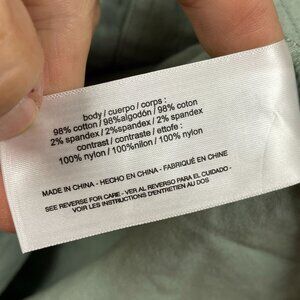 body / cuerpo / corps :
98% cotton / 98%algodón / 98% coton
2% spandex / 2%spandex / 2% spandex
contrast / contraste / ettofe :
100% nylon / 100%nilon / 100% nylon
MADE IN CHINA - HECHO EN CHINA - FABRIQUÉ EN CHINA
SEE REVERSE FOR CARE - VER AL REVERSO PARA EL CUIDADO -
VOIR LES INSTRUCTIONS D'ENTRETIEN AU DOS